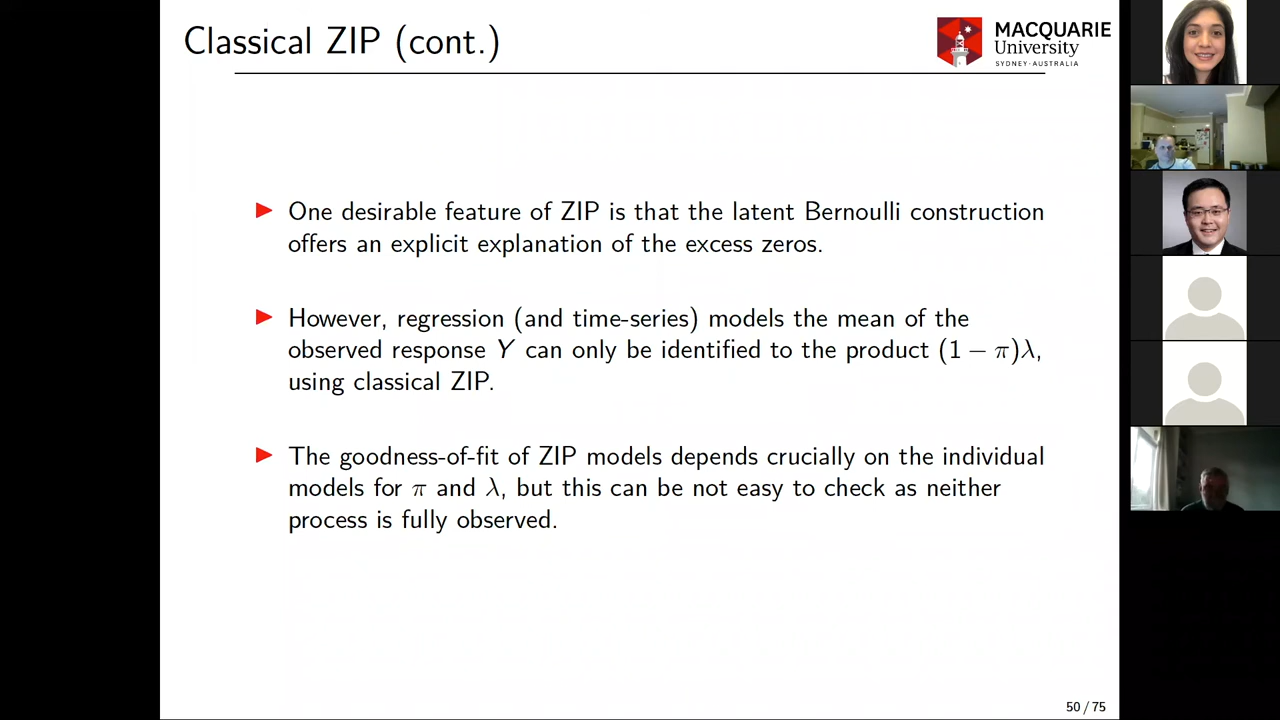 Classical ZIP (cont.)
MACQUARIE
University
SYDNEY·AUSTRALIA
One desirable feature of ZIP is that the latent Bernoulli construction
offers an explicit explanation of the excess zeros.
However, regression (and time-series) models the mean of the
observed response Y can only be identified to the product (1 − π)λ,
using classical ZIP.
The goodness-of-fit of ZIP models depends crucially on the individual
models for π and λ, but this can be not easy to check as neither
process is fully observed.
50 / 75